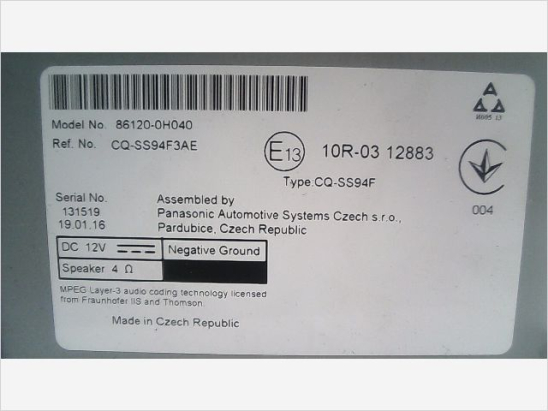 Model No. 86120-0H040
Ref. No. CQ-SS94F3AE
E13 10R-03 12883
Type:CQ-SS94F
004
Serial No.
131519
19.01.16
Assembled by
Panasonic Automotive Systems Czech s.r.o.,
Pardubice, Czech Republic
DC 12V Negative Ground
Speaker 4 Ω
MPEG Layer-3 audio coding technology licensed
from Fraunhofer IIS and Thomson.
Made in Czech Republic